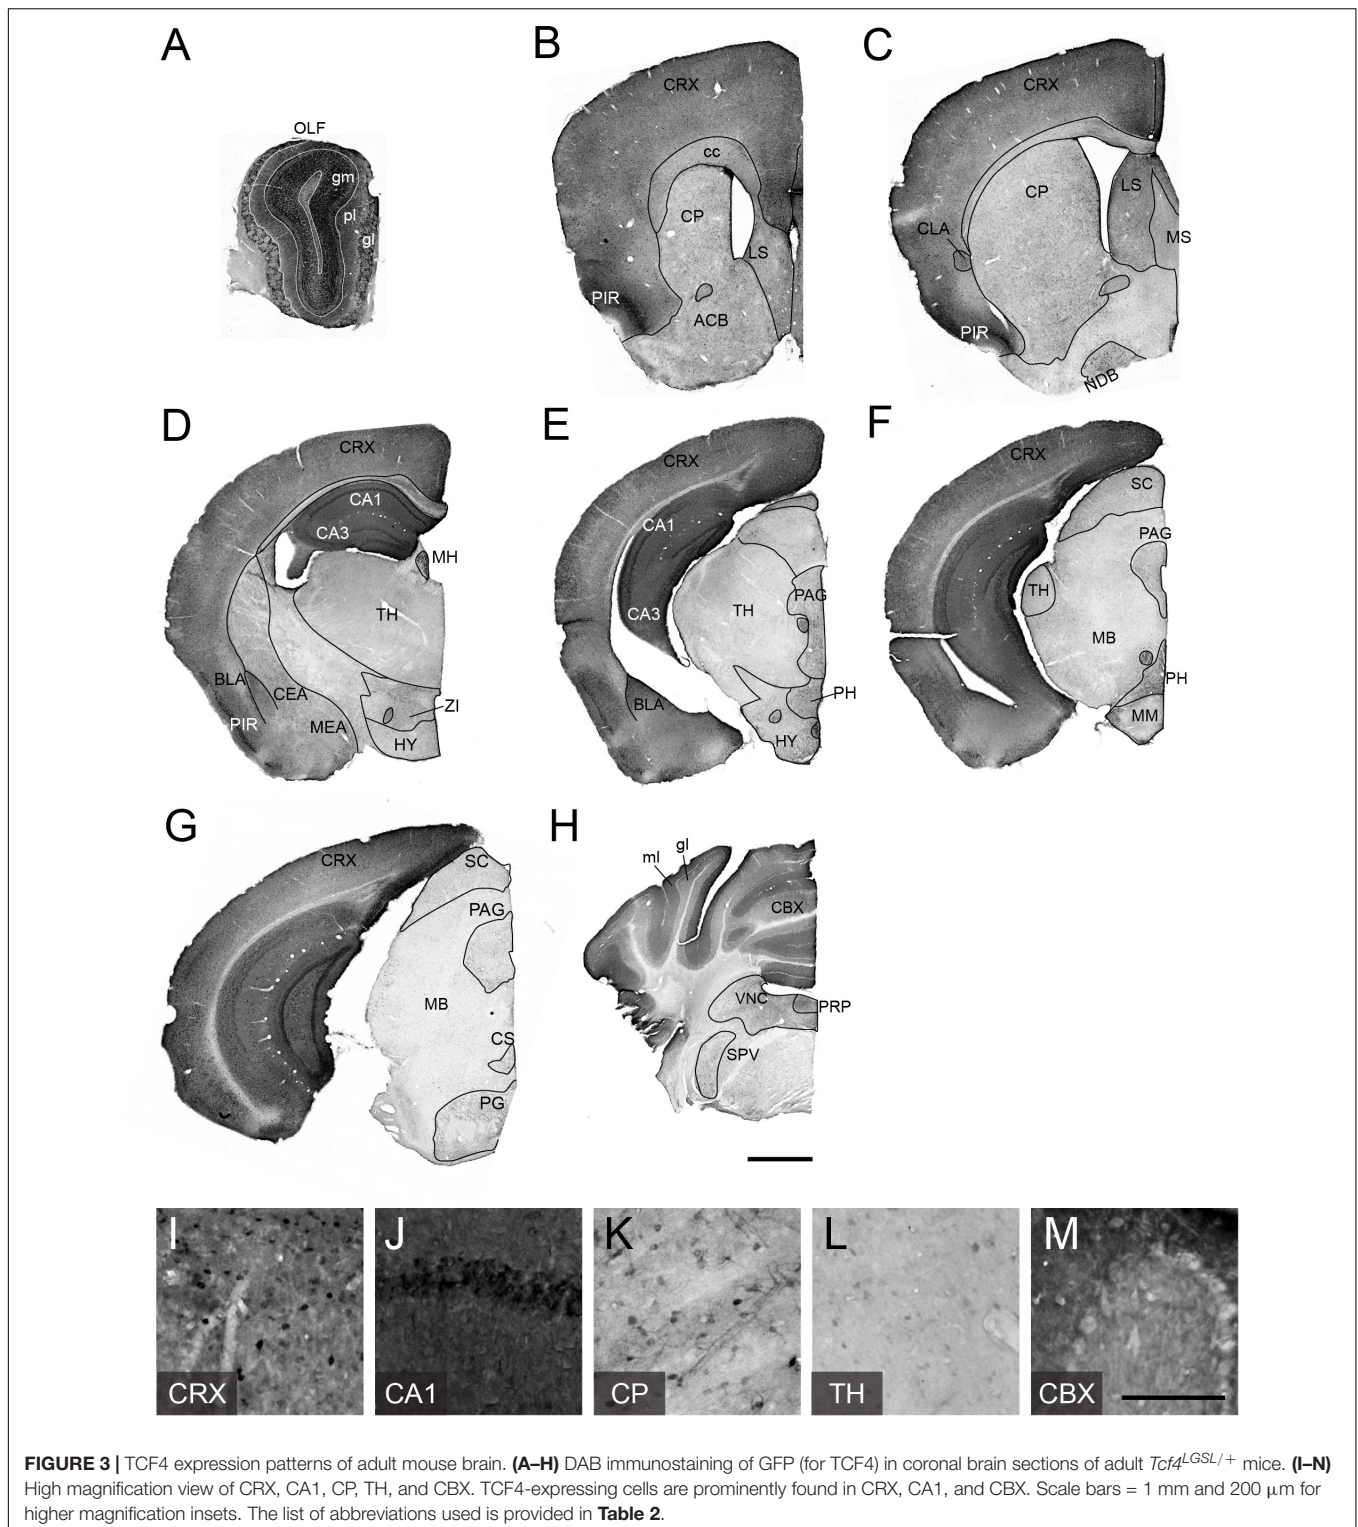 A
OLF
gm
pl
gl
B
CRX
cc
CP
LS
PIR
ACB
C
CRX
CP
LS
CLA
MS
PIR
NDB
D
CRX
CA1
CA3
MH
TH
BLA
CEA
PIR
MEA
ZI
HY
E
CRX
CA1
CA3
TH
PAG
BLA
PH
HY
F
CRX
SC
PAG
TH
MB
PH
MM
G
CRX
SC
PAG
MB
CS
PG
H
ml
gl
CBX
VNC
PRP
SPV
I
CRX
J
CA1
K
CP
L
TH
M
CBX
FIGURE 3 | TCF4 expression patterns of adult mouse brain. (A–H) DAB immunostaining of GFP (for TCF4) in coronal brain sections of adult Tcf4LGSL/+ mice. (I–N)
High magnification view of CRX, CA1, CP, TH, and CBX. TCF4-expressing cells are prominently found in CRX, CA1, and CBX. Scale bars = 1 mm and 200 μm for
higher magnification insets. The list of abbreviations used is provided in Table 2.